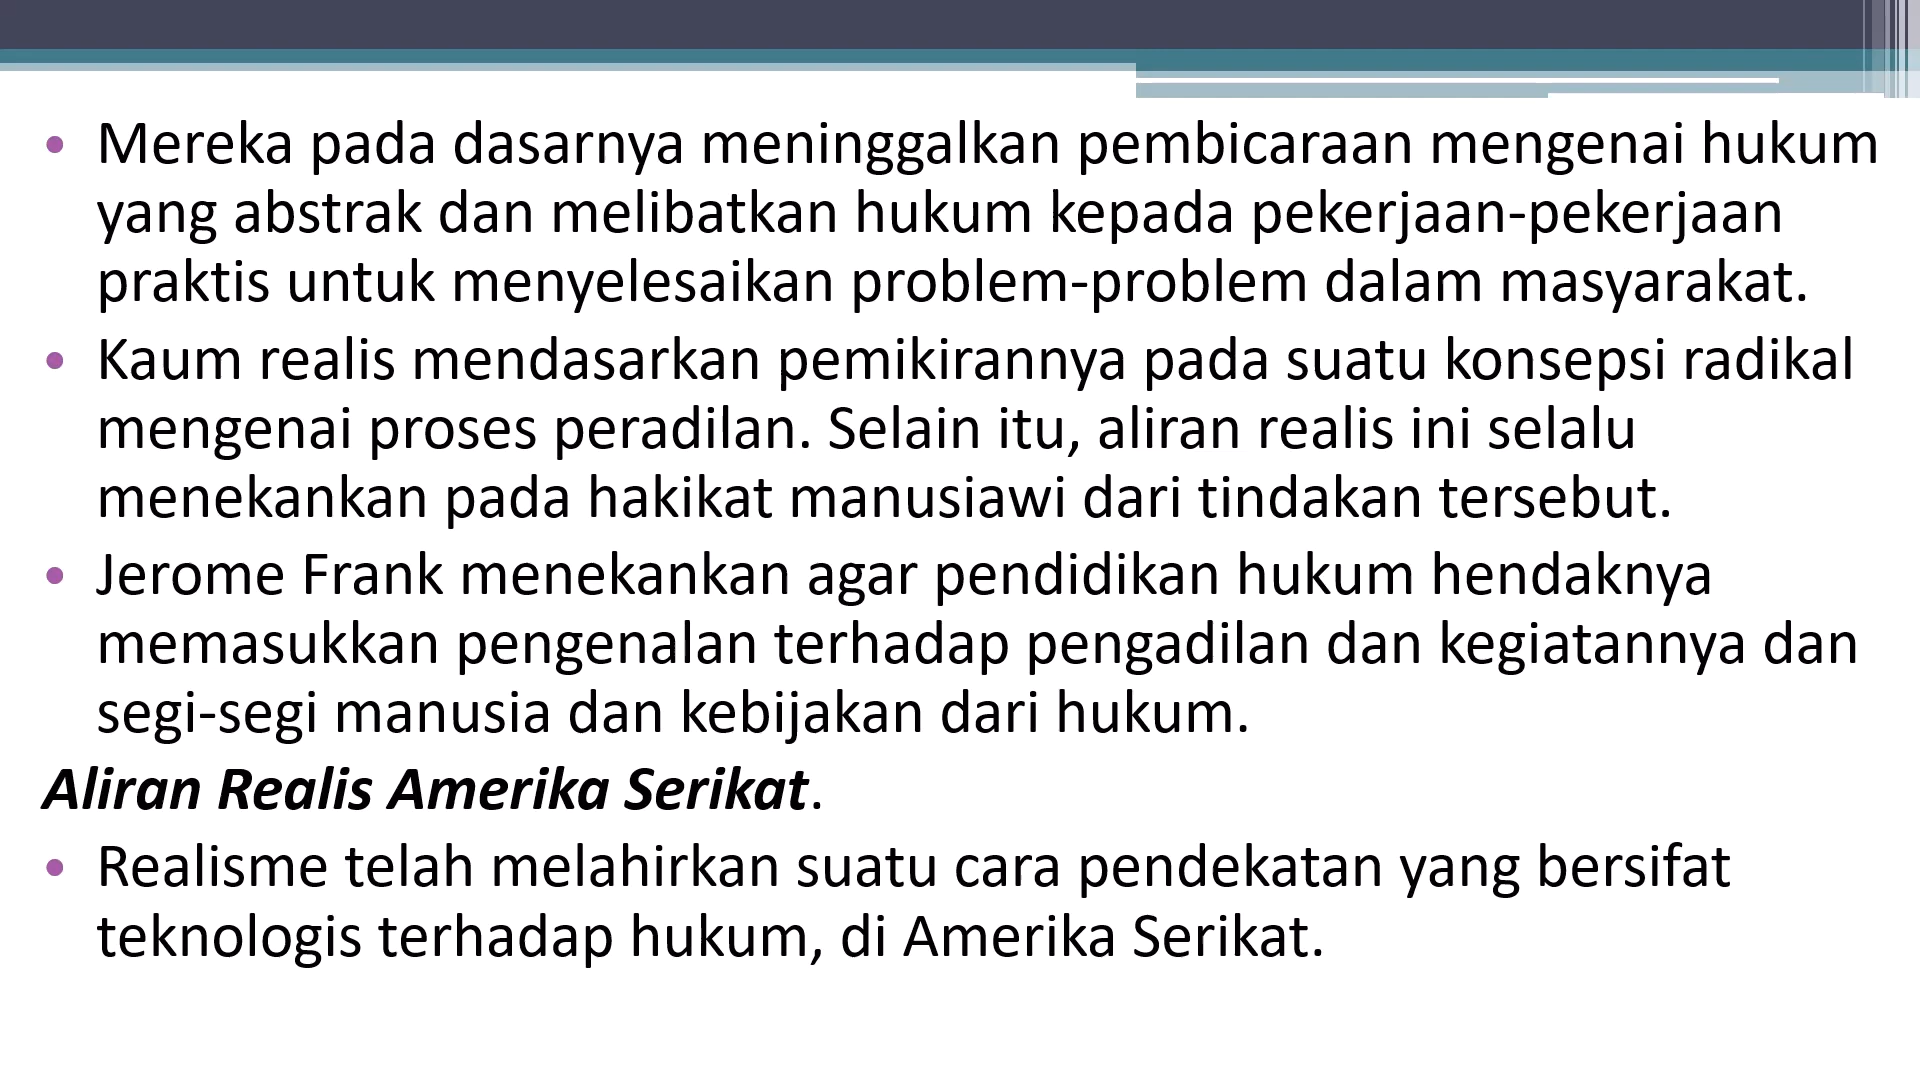 • Mereka pada dasarnya meninggalkan pembicaraan mengenai hukum
yang abstrak dan melibatkan hukum kepada pekerjaan-pekerjaan
praktis untuk menyelesaikan problem-problem dalam masyarakat.
• Kaum realis mendasarkan pemikirannya pada suatu konsepsi radikal
mengenai proses peradilan. Selain itu, aliran realis ini selalu
menekankan pada hakikat manusiawi dari tindakan tersebut.
• Jerome Frank menekankan agar pendidikan hukum hendaknya
memasukkan pengenalan terhadap pengadilan dan kegiatannya dan
segi-segi manusia dan kebijakan dari hukum.
Aliran Realis Amerika Serikat.
• Realisme telah melahirkan suatu cara pendekatan yang bersifat
teknologis terhadap hukum, di Amerika Serikat.